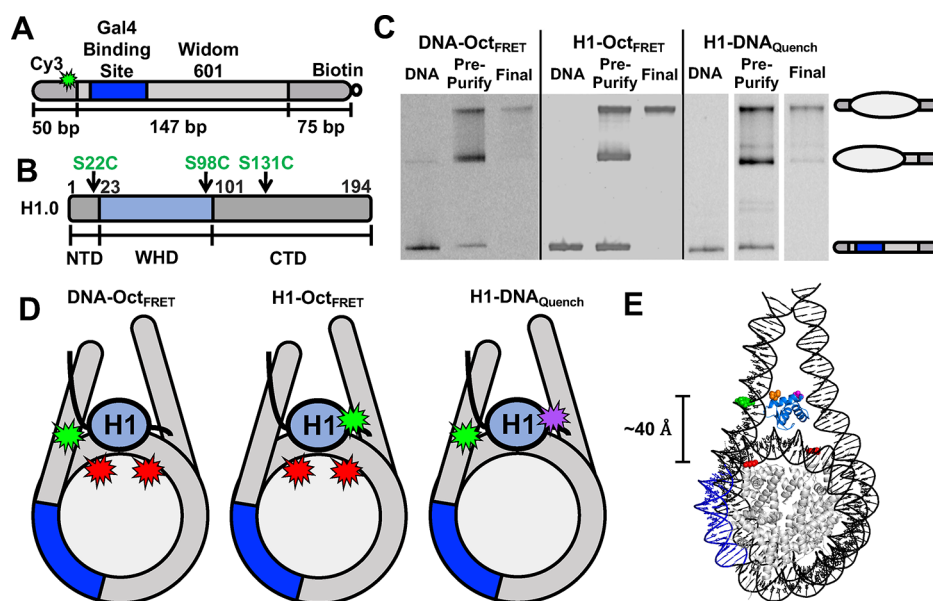 A
Gal4
Binding
Site
Widom
601
Cy3
Biotin
50 bp
147 bp
75 bp
B
S22C
S98C
S131C
1
23
101
194
H1.0
NTD
WHD
CTD
C
DNA-OctFRET
H1-OctFRET
H1-DNAQuench
DNA
Pre-
Purify
Final
DNA
Pre-
Purify
Final
DNA
Pre-
Purify
Final
D
DNA-OctFRET
H1-OctFRET
H1-DNAQuench
H1
H1
H1
E
~40 Å